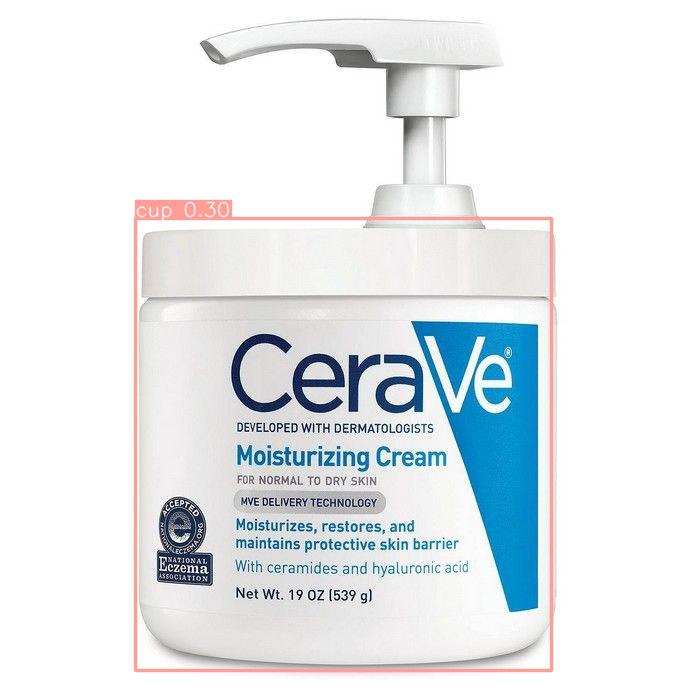 cup 0.30
CeraVe®
DEVELOPED WITH DERMATOLOGISTS
Moisturizing Cream
FOR NORMAL TO DRY SKIN
MVE DELIVERY TECHNOLOGY
Moisturizes, restores, and
maintains protective skin barrier
With ceramides and hyaluronic acid
Net Wt. 19 OZ (539 g)
ACCEPTED
e
NATIONALECZEMA.ORG
NATIONAL
Eczema
ASSOCIATION